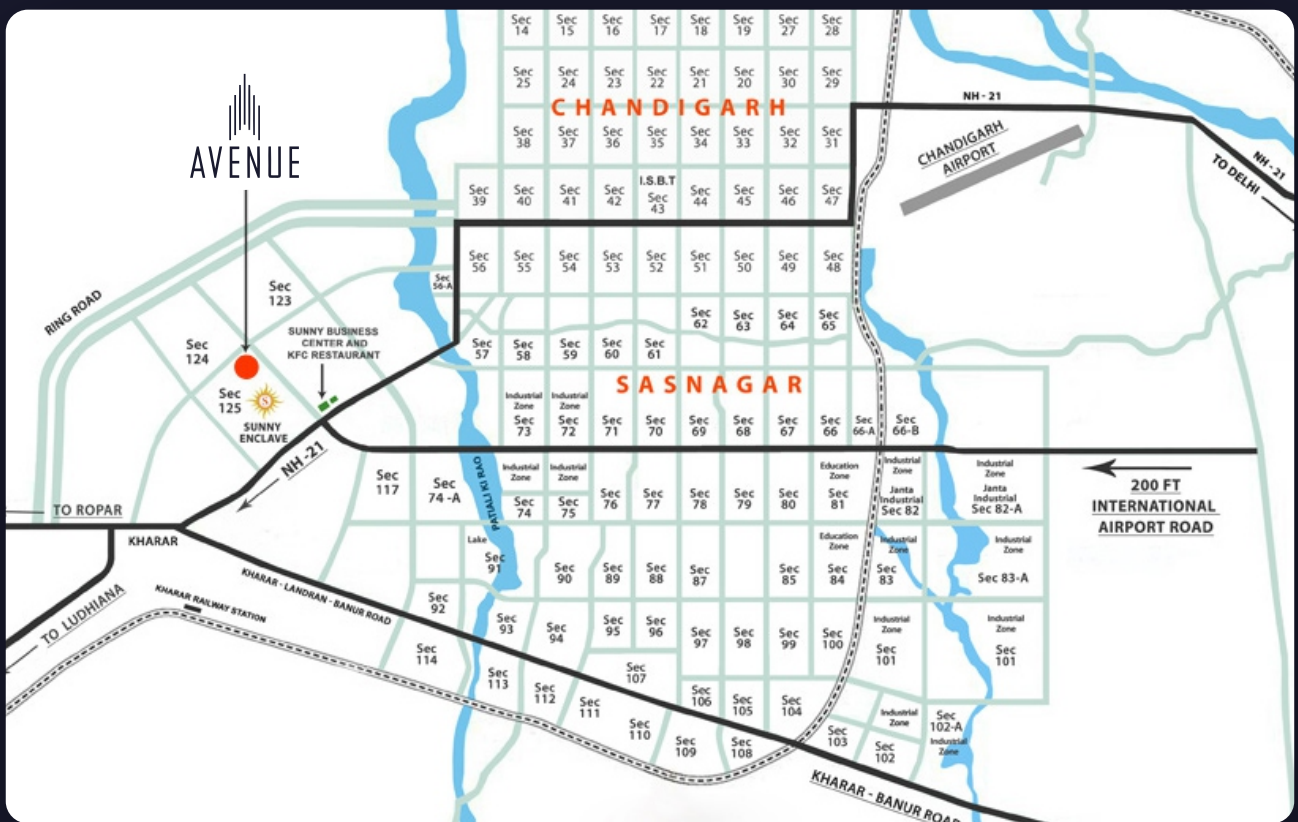 Sec
14
Sec
15
Sec
16
Sec
17
Sec
18
Sec
19
Sec
27
Sec
28
Sec
25
Sec
24
Sec
23
Sec
22
Sec
21
Sec
20
Sec
30
Sec
29
NH - 21
CHANDIGARH
CHANDIGARH
AIRPORT
Sec
38
Sec
37
Sec
36
Sec
35
Sec
34
Sec
33
Sec
32
Sec
31
TO DELHI
NH - 21
AVENUE
Sec
39
Sec
40
Sec
41
Sec
42
I.S.B.T
Sec
43
Sec
44
Sec
45
Sec
46
Sec
47
Sec
56
Sec
55
Sec
54
Sec
53
Sec
52
Sec
51
Sec
50
Sec
49
Sec
48
Sec
56-A
Sec
123
RING ROAD
Sec
124
SUNNY BUSINESS
CENTER AND
KFC RESTAURANT
Sec
57
Sec
58
Sec
59
Sec
60
Sec
61
Sec
62
Sec
63
Sec
64
Sec
65
SASNAGAR
Sec
125
S
SUNNY
ENCLAVE
NH -21
Industrial
Zone
Sec
73
Industrial
Zone
Sec
72
Sec
71
Sec
70
Sec
69
Sec
68
Sec
67
Sec
66
Sec
66-A
Sec
66-B
Sec
117
Sec
74 -A
PATIALI KI RAO
Industrial
Zone
Sec
74
Industrial
Zone
Sec
75
Sec
76
Sec
77
Sec
78
Sec
79
Sec
80
Education
Zone
Sec
81
Industrial
Zone
Janta
Industrial
Sec 82
Industrial
Zone
Janta
Industrial
Sec 82-A
200 FT
INTERNATIONAL
AIRPORT ROAD
TO ROPAR
KHARAR
Lake
Sec
91
Sec
90
Sec
89
Sec
88
Sec
87
Sec
85
Education
Zone
Sec
84
Industrial
Zone
Sec
83
Industrial
Zone
Sec 83-A
KHARAR - LANDRAN - BANUR ROAD
KHARAR RAILWAY STATION
TO LUDHIANA
Sec
92
Sec
93
Sec
94
Sec
95
Sec
96
Sec
97
Sec
98
Sec
99
Sec
100
Industrial
Zone
Sec
101
Industrial
Zone
Sec
101
Sec
114
Sec
113
Sec
112
Sec
111
Sec
107
Sec
106
Sec
105
Sec
104
Sec
110
Sec
109
Sec
108
Sec
103
Industrial
Zone
Sec
102
Sec
102-A
Industrial
Zone
KHARAR - BANUR ROAD